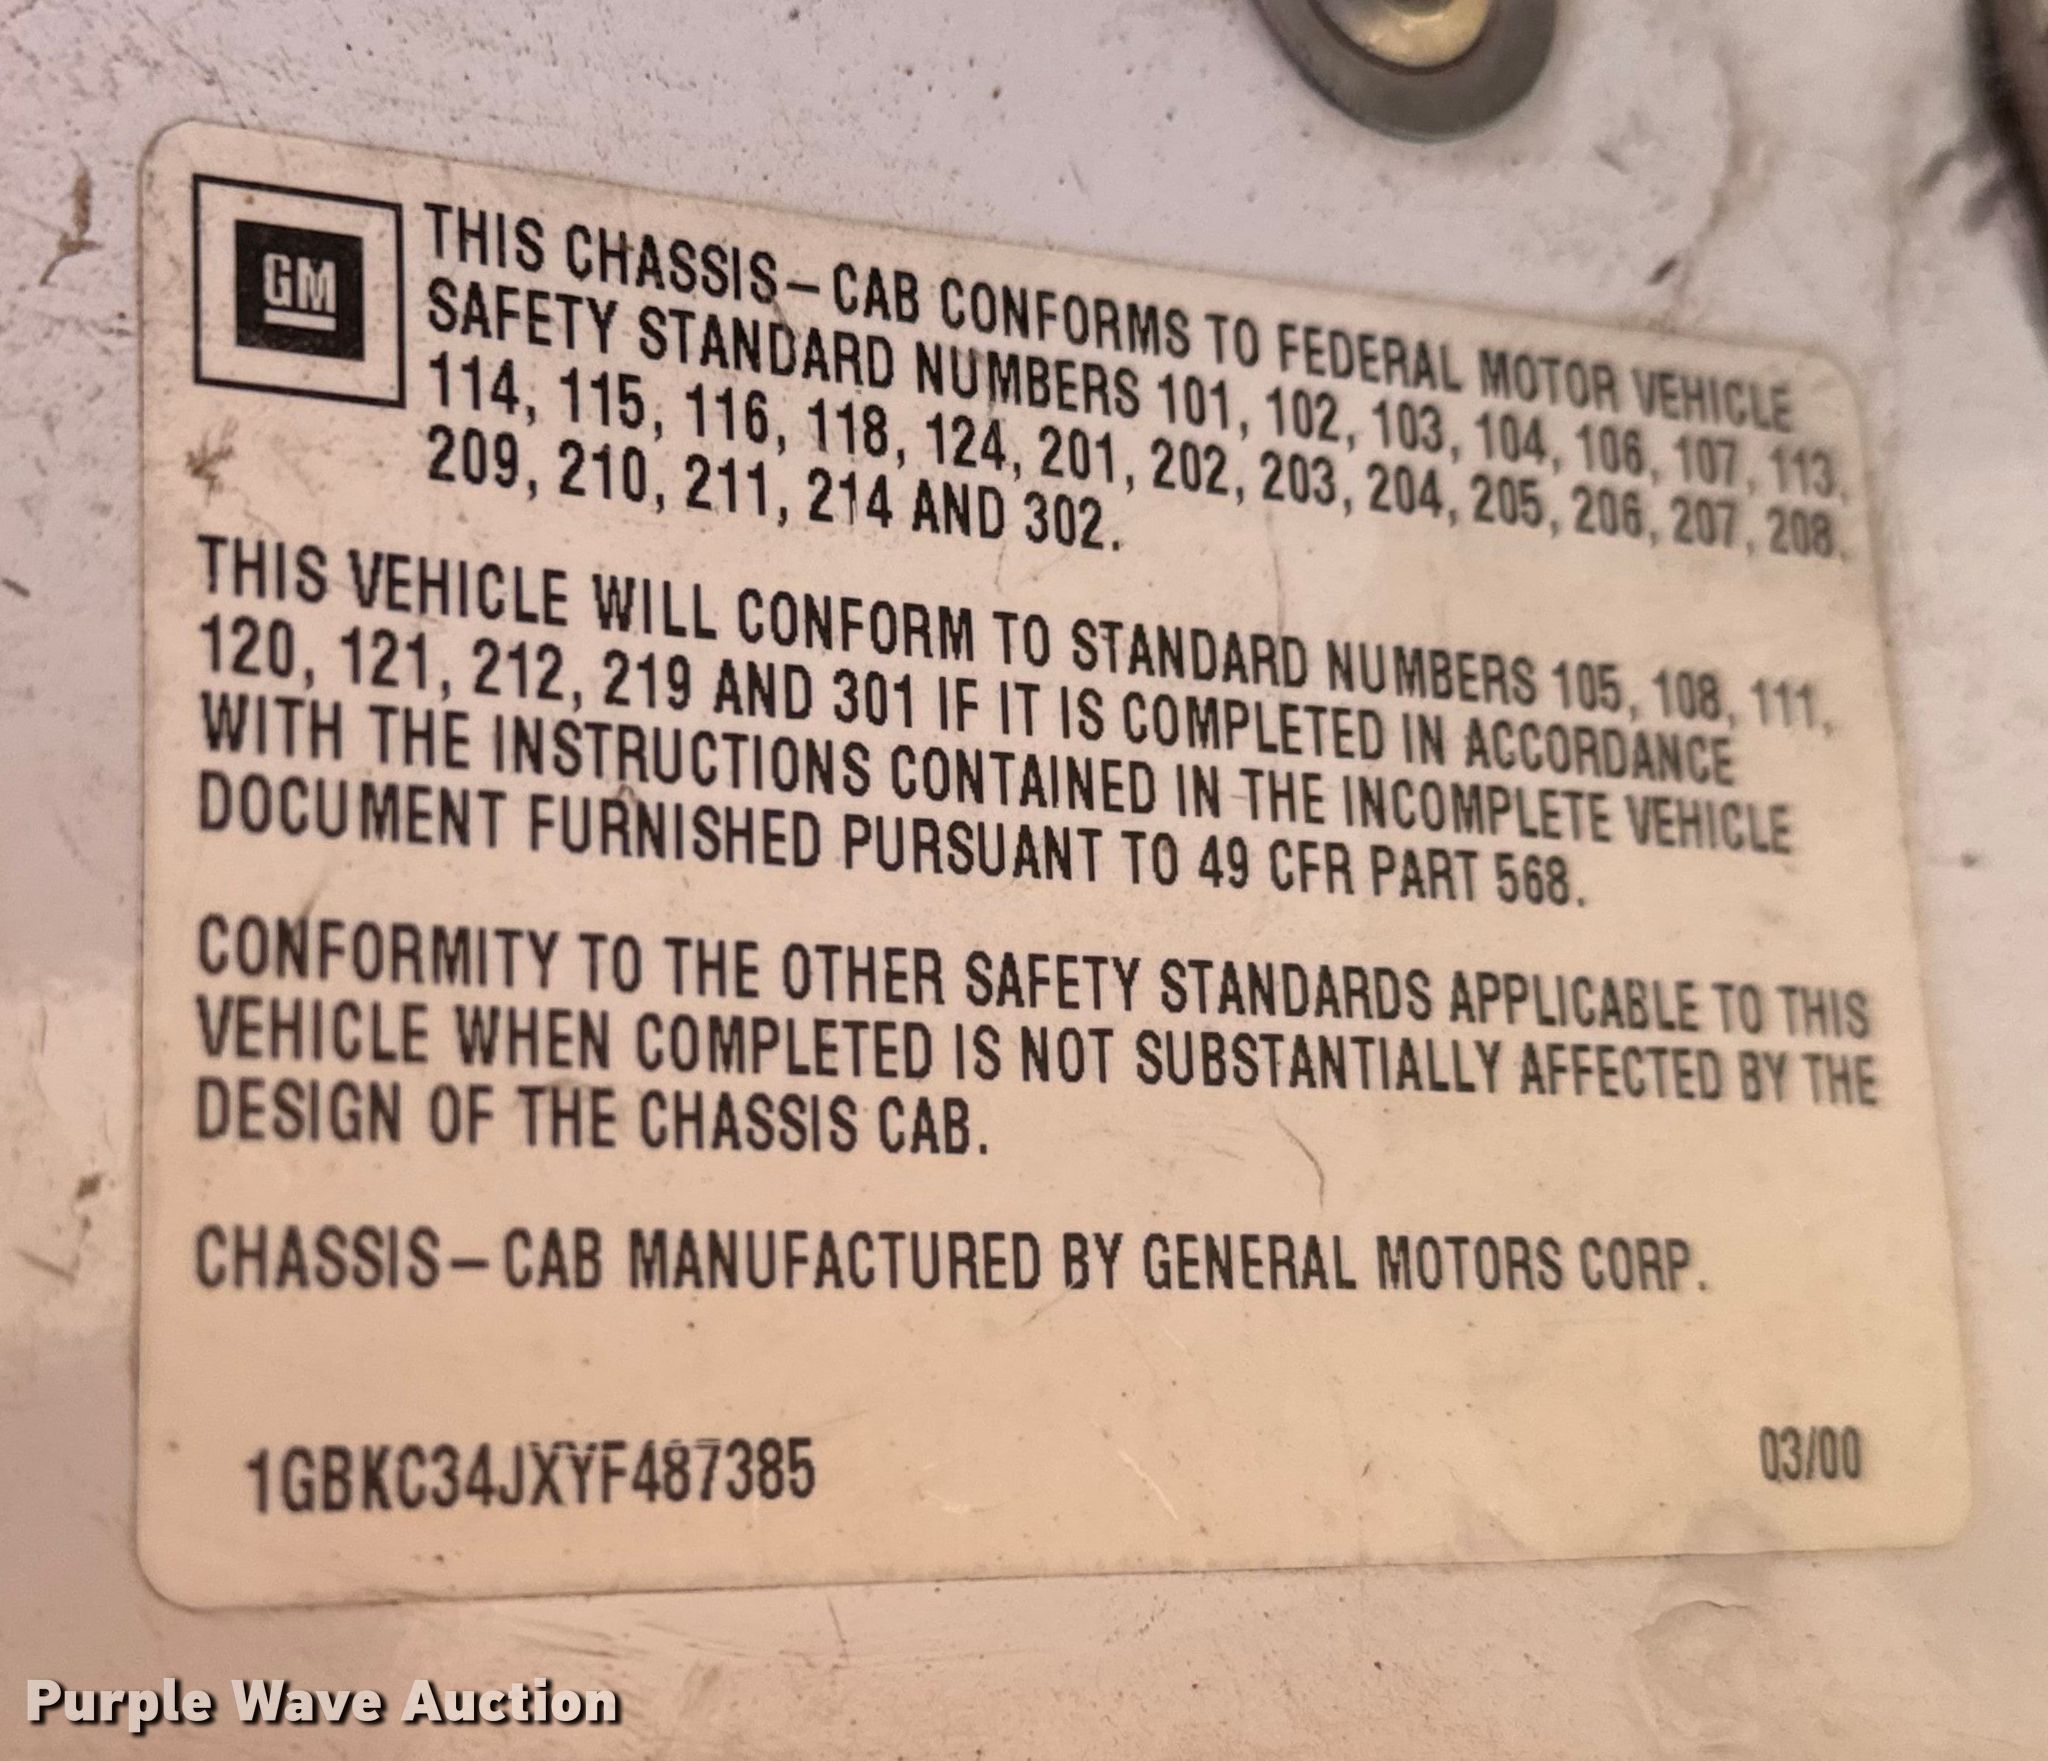 GM
THIS CHASSIS-CAB CONFORMS TO FEDERAL MOTOR VEHICLE
SAFETY STANDARD NUMBERS 101, 102, 103, 104, 106, 107, 113,
114, 115, 116, 118, 124, 201, 202, 203, 204, 205, 206, 207, 208,
209, 210, 211, 214 AND 302.
THIS VEHICLE WILL CONFORM TO STANDARD NUMBERS 105, 108, 111,
120, 121, 212, 219 AND 301 IF IT IS COMPLETED IN ACCORDANCE
WITH THE INSTRUCTIONS CONTAINED IN THE INCOMPLETE VEHICLE
DOCUMENT FURNISHED PURSUANT TO 49 CFR PART 568.
CONFORMITY TO THE OTHER SAFETY STANDARDS APPLICABLE TO THIS
VEHICLE WHEN COMPLETED IS NOT SUBSTANTIALLY AFFECTED BY THE
DESIGN OF THE CHASSIS CAB.
CHASSIS-CAB MANUFACTURED BY GENERAL MOTORS CORP.
1GBKC34JXYF487385 03/00
Purple Wave Auction